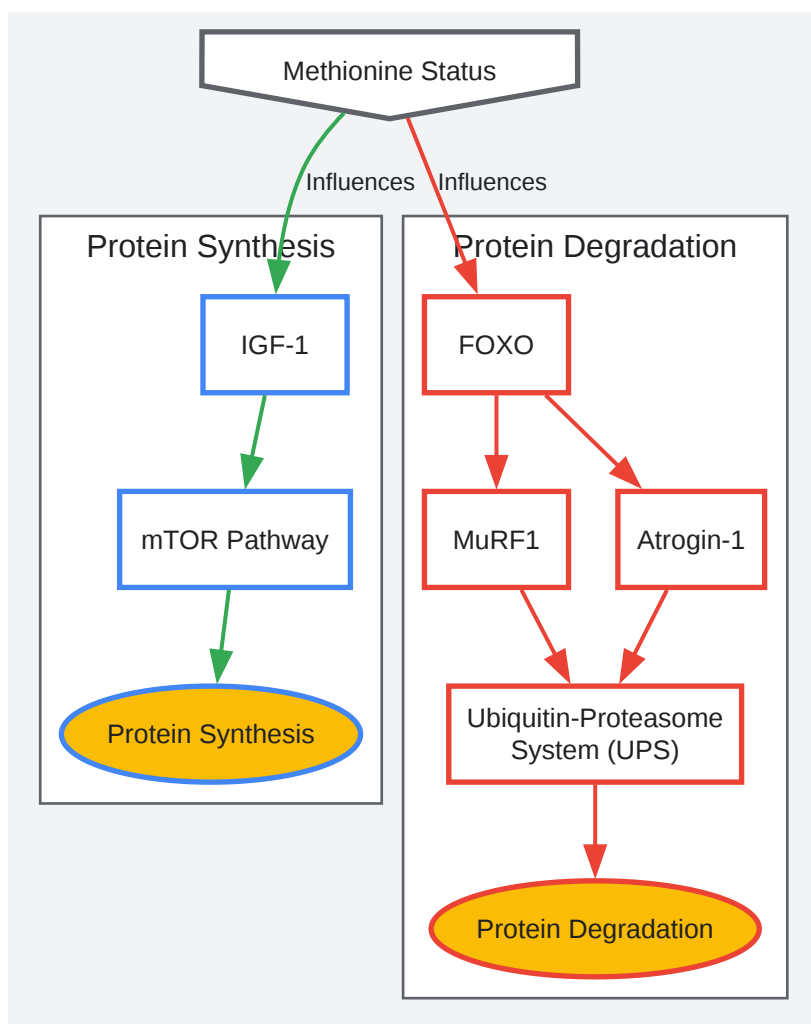 Methionine Status
Influences
Influences
Protein Synthesis
IGF-1
mTOR Pathway
Protein Synthesis
Protein Degradation
FOXO
MuRF1
Atrogin-1
Ubiquitin-Proteasome
System (UPS)
Protein Degradation